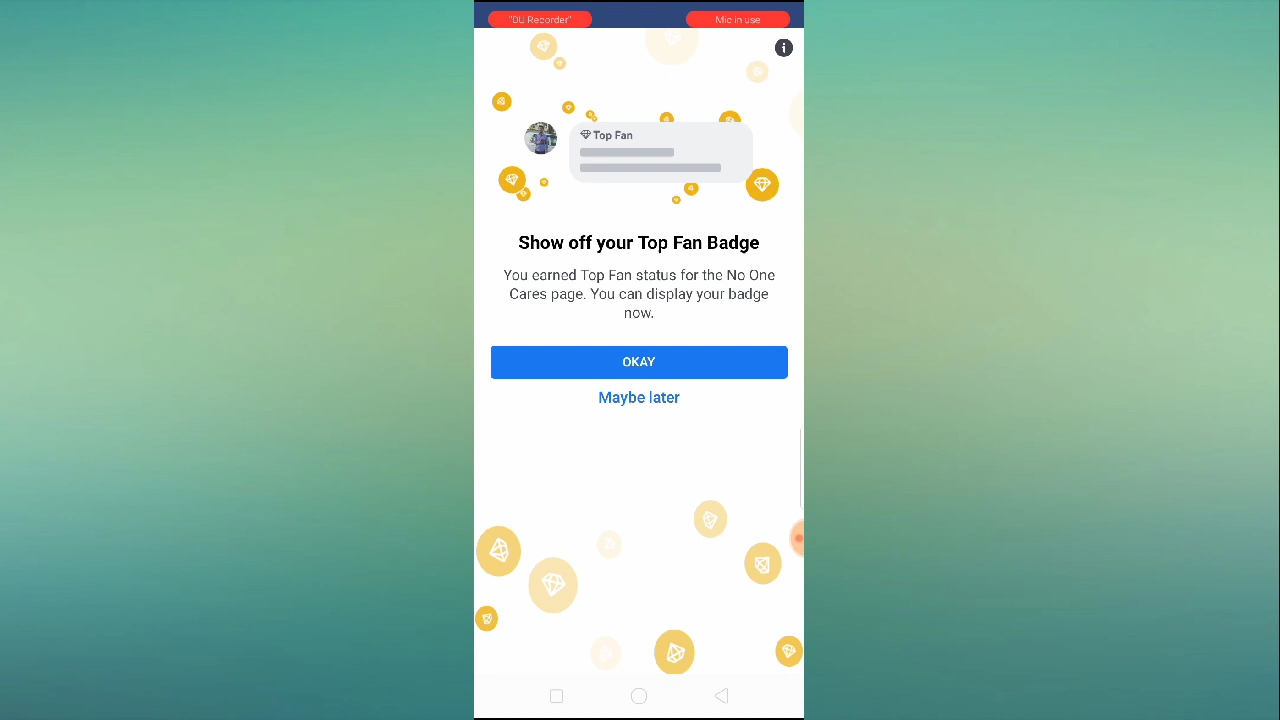 "DU Recorder" Mic in use
Top Fan
Show off your Top Fan Badge
You earned Top Fan status for the No One
Cares page. You can display your badge
now.
OKAY
Maybe later